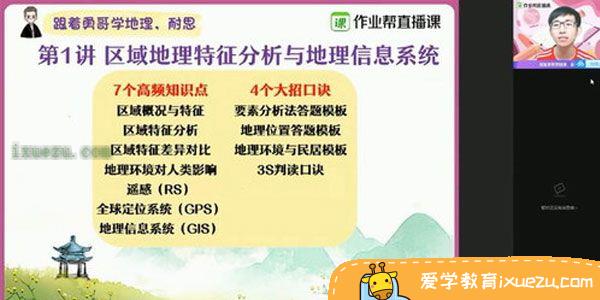 跟着勇哥学地理、耐思
作业帮直播课
第1讲 区域地理特征分析与地理信息系统
7个高频知识点
区域概况与特征
区域特征分析
区域特征差异对比
地理环境对人类影响
遥感（RS）
全球定位系统（GPS）
地理信息系统（GIS）
4个大招口诀
要素分析法答题模板
地理位置答题模板
地理环境与民居模板
3S判读口诀
ixuezu.com
作业帮直播课
爱学教育ixuezu.com